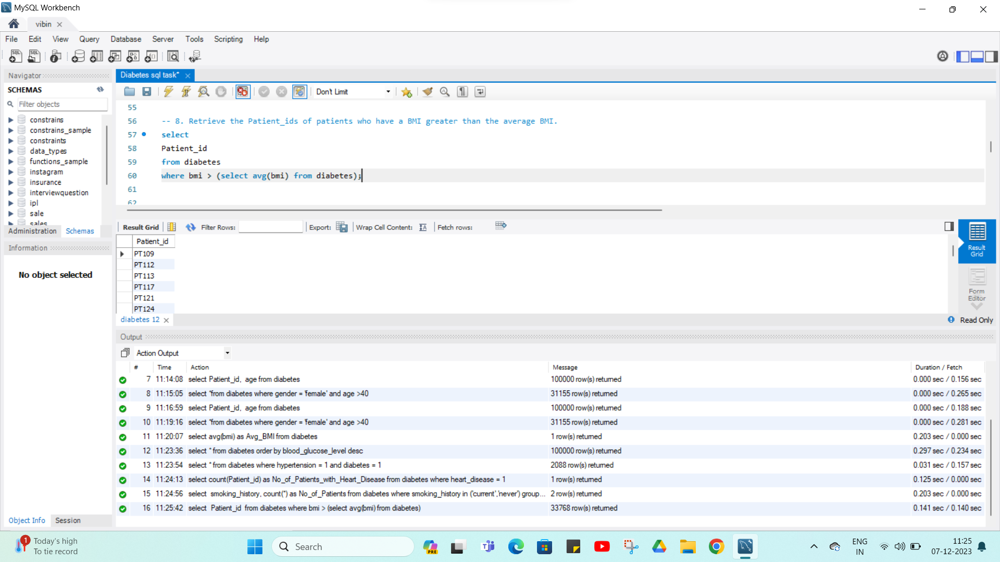 MySQL Workbench
vibin
File Edit View Query Database Server Tools Scripting Help
Navigator
SCHEMAS
Filter objects
constrains
constrains_sample
constraints
data_types
functions_sample
instagram
insurance
interviewquestion
ipl
sale
sales
Administration Schemas
Information
No object selected
Object Info Session
Diabetes sql task*
Don't Limit
55
56 -- 8. Retrieve the Patient_ids of patients who have a BMI greater than the average BMI.
57 select
58 Patient_id
59 from diabetes
60 where bmi > (select avg(bmi) from diabetes);
61
62
Result Grid Filter Rows: Export: Wrap Cell Content: Fetch rows:
Patient_id
PT109
PT112
PT113
PT117
PT121
PT124
Result Grid
Form Editor
diabetes 12
Read Only
Output
Action Output
# Time Action Message Duration / Fetch
7 11:14:08 select Patient_id, age from diabetes 100000 row(s) returned 0.000 sec / 0.156 sec
8 11:15:05 select *from diabetes where gender = 'female' and age >40 31155 row(s) returned 0.000 sec / 0.265 sec
9 11:16:59 select Patient_id, age from diabetes 100000 row(s) returned 0.000 sec / 0.188 sec
10 11:19:16 select *from diabetes where gender = 'female' and age >40 31155 row(s) returned 0.000 sec / 0.281 sec
11 11:20:07 select avg(bmi) as Avg_BMI from diabetes 1 row(s) returned 0.203 sec / 0.000 sec
12 11:23:36 select * from diabetes order by blood_glucose_level desc 100000 row(s) returned 0.297 sec / 0.234 sec
13 11:23:54 select * from diabetes where hypertension = 1 and diabetes = 1 2088 row(s) returned 0.031 sec / 0.157 sec
14 11:24:13 select count(Patient_id) as No_of_Patients_with_Heart_Disease from diabetes where heart_disease = 1 1 row(s) returned 0.125 sec / 0.000 sec
15 11:24:56 select smoking_history, count(*) as No_of_Patients from diabetes where smoking_history in ('current','never') group... 2 row(s) returned 0.203 sec / 0.000 sec
16 11:25:42 select Patient_id from diabetes where bmi > (select avg(bmi) from diabetes) 33768 row(s) returned 0.141 sec / 0.140 sec
1
Today's high
To tie record
Search
PRE
ENG
IN
11:25
07-12-2023